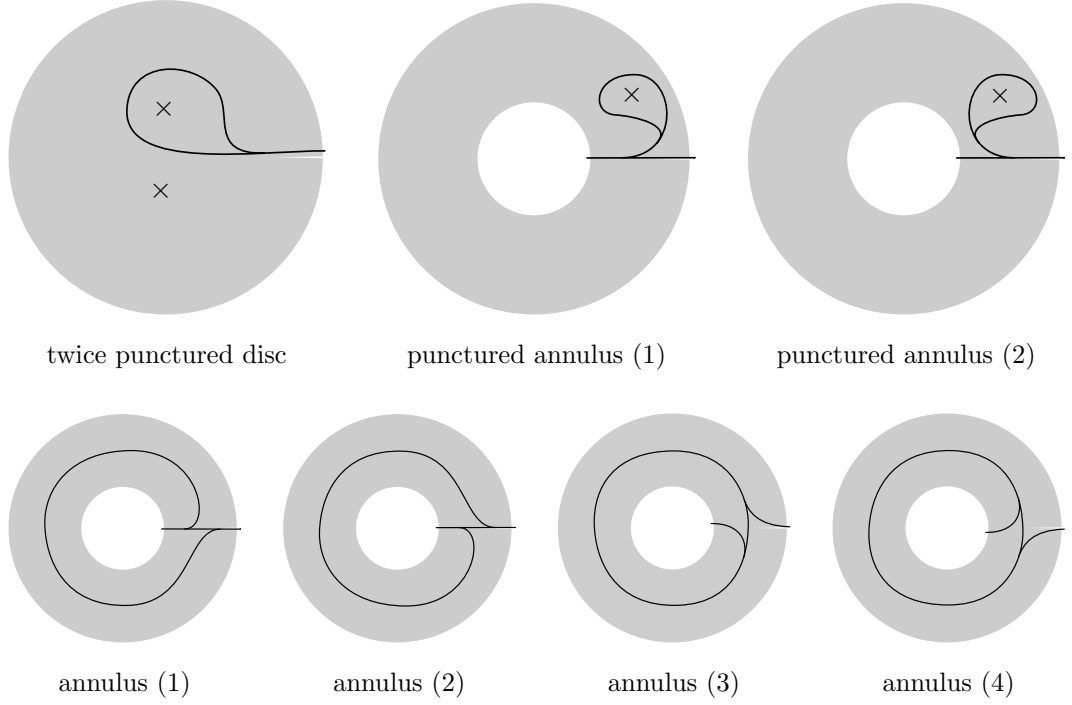 twice punctured disc
punctured annulus (1)
punctured annulus (2)
annulus (1)
annulus (2)
annulus (3)
annulus (4)